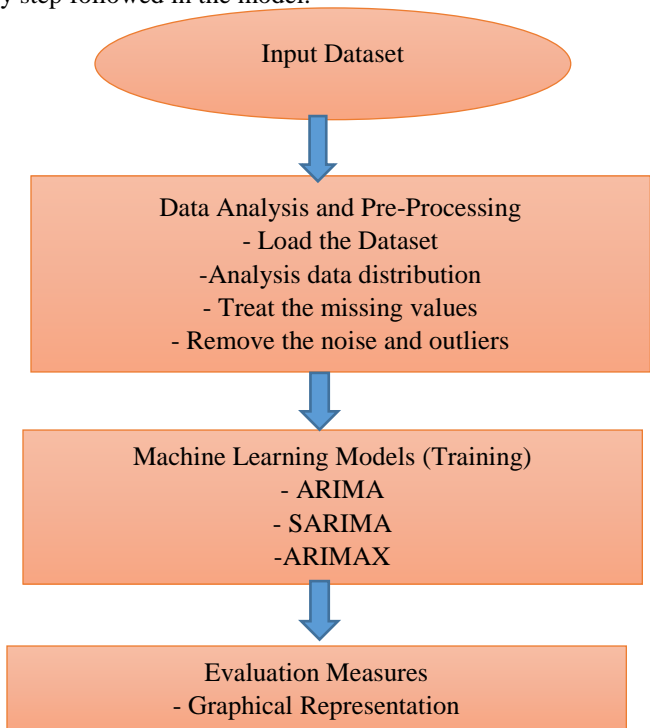 y step followed in the model.
Input Dataset
Data Analysis and Pre-Processing
- Load the Dataset
-Analysis data distribution
- Treat the missing values
- Remove the noise and outliers
Machine Learning Models (Training)
- ARIMA
- SARIMA
-ARIMAX
Evaluation Measures
- Graphical Representation